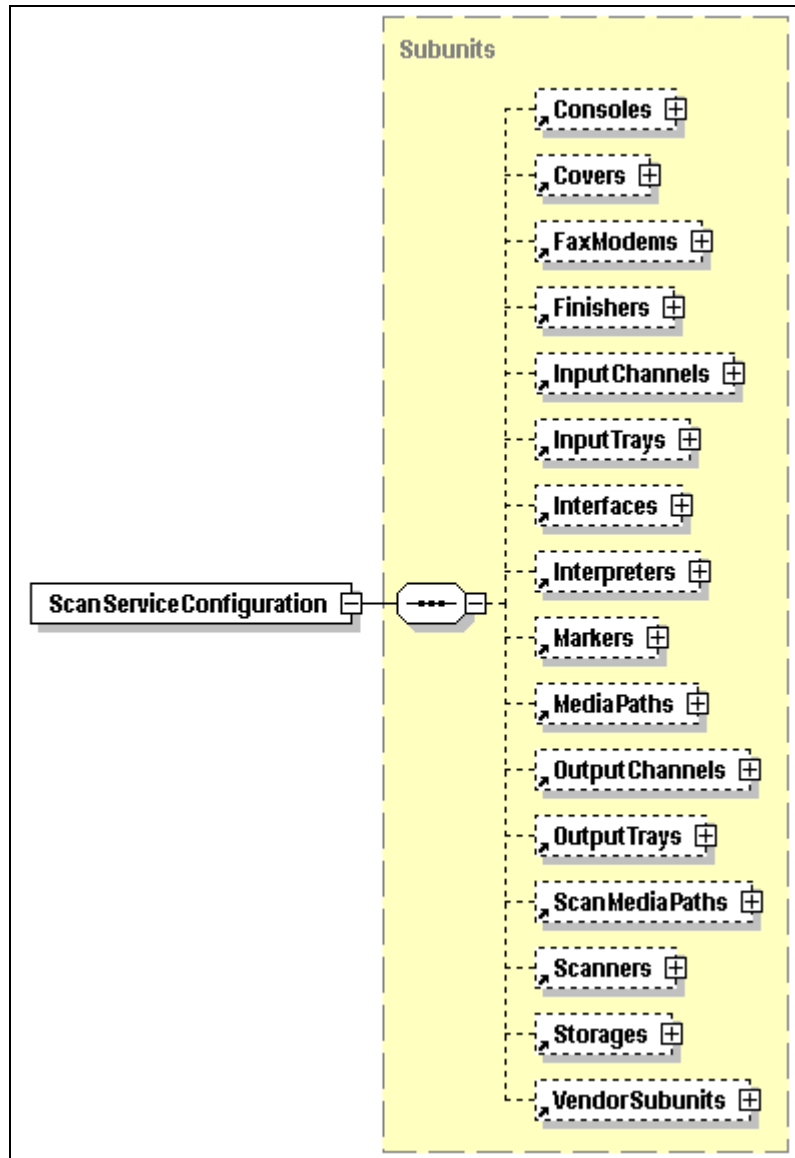 Subunits
Consoles
Covers
FaxModems
Finishers
InputChannels
InputTrays
Interfaces
Interpreters
ScanServiceConfiguration
Markers
MediaPaths
OutputChannels
OutputTrays
ScanMediaPaths
Scanners
Storages
VendorSubunits